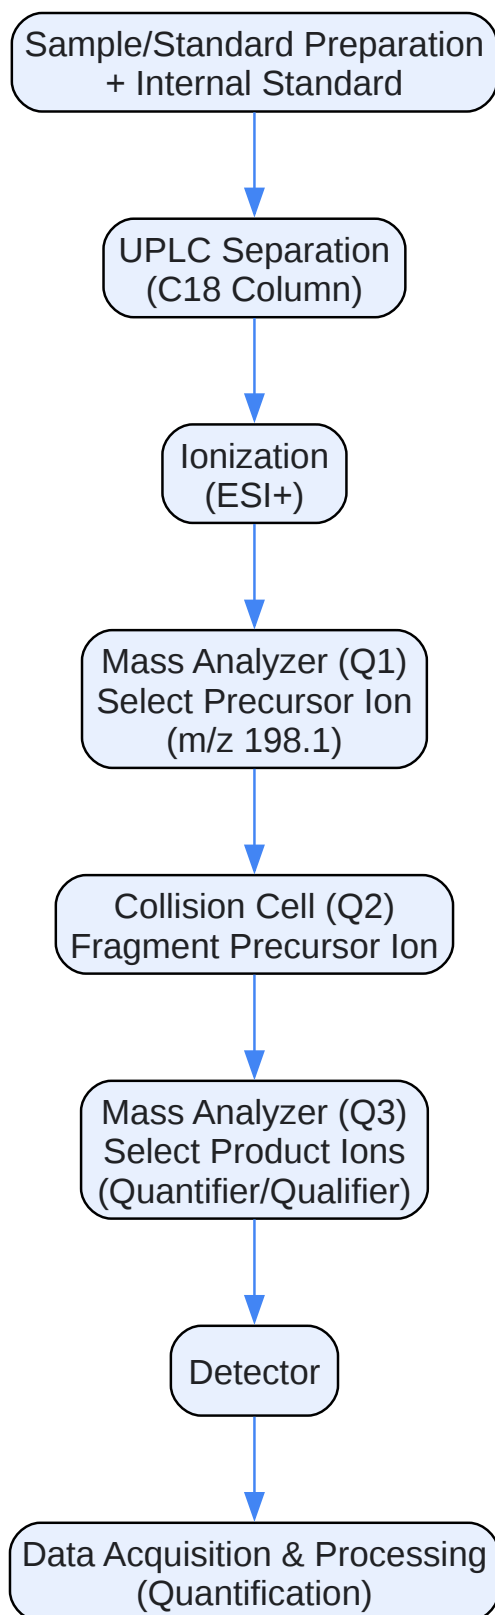 Sample/Standard Preparation
+ Internal Standard
UPLC Separation
(C18 Column)
Ionization
(ESI+)
Mass Analyzer (Q1)
Select Precursor Ion
(m/z 198.1)
Collision Cell (Q2)
Fragment Precursor Ion
Mass Analyzer (Q3)
Select Product Ions
(Quantifier/Qualifier)
Detector
Data Acquisition & Processing
(Quantification)